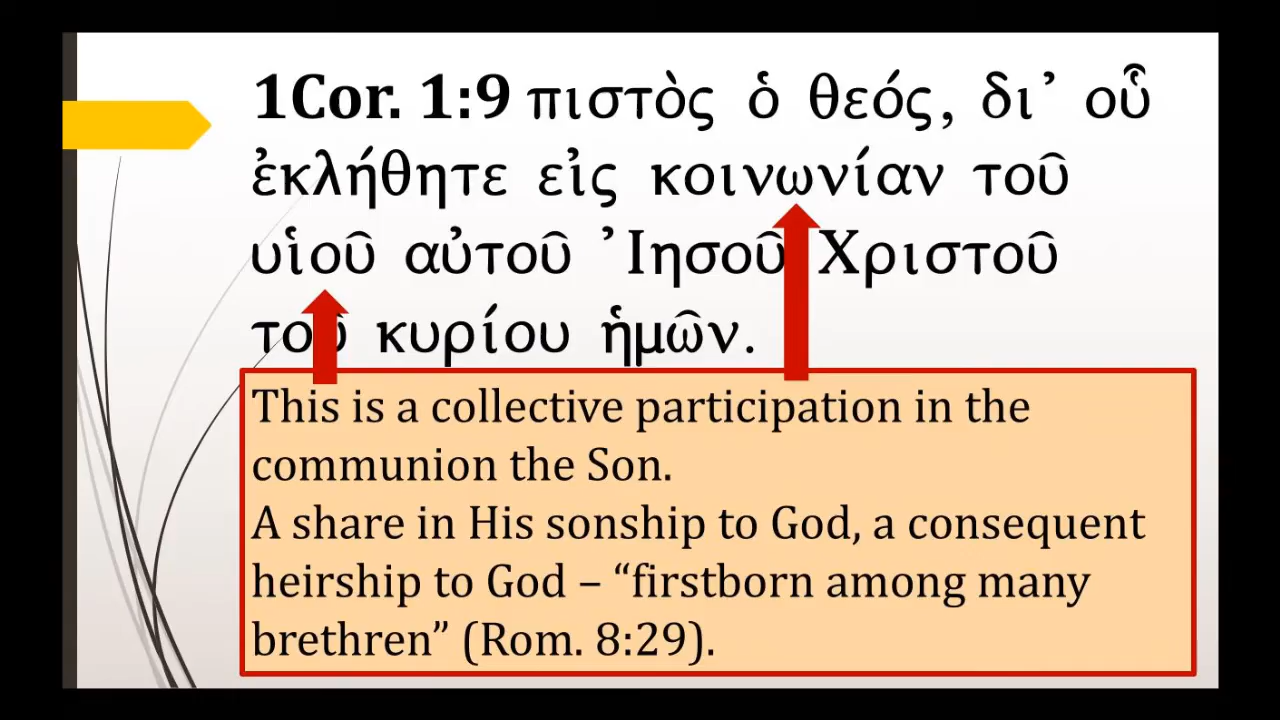 1Cor. 1:9 πιστὸς ὁ θεός, δι᾿ οὗ
ἐκλήθητε εἰς κοινωνίαν τοῦ
υἱοῦ αὐτοῦ ᾿Ιησοῦ Χριστοῦ
τοῦ κυρίου ἡμῶν.
This is a collective participation in the
communion the Son.
A share in His sonship to God, a consequent
heirship to God – “firstborn among many
brethren” (Rom. 8:29).